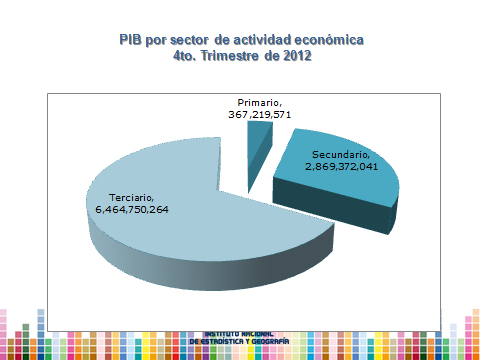 PIB por sector de actividad económica
4to. Trimestre de 2012
Primario,
367,219,571
Secundario,
2,869,372,041
Terciario,
6,464,750,264
INSTITUTO NACIONAL
DE ESTADISTICA Y GEOGRAFÍA